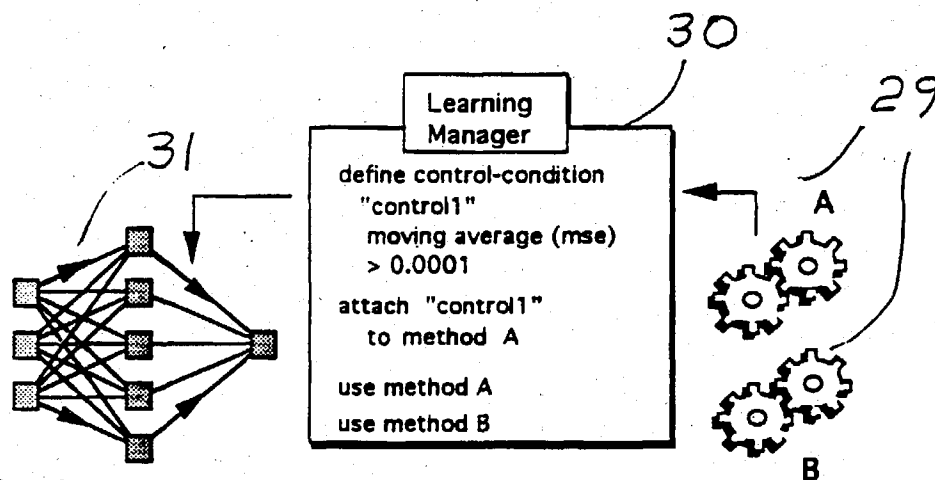 30
29
31
Learning
Manager
define control-condition
"control1"
moving average (mse)
> 0.0001
attach "control1"
to method A
use method A
use method B
A
B